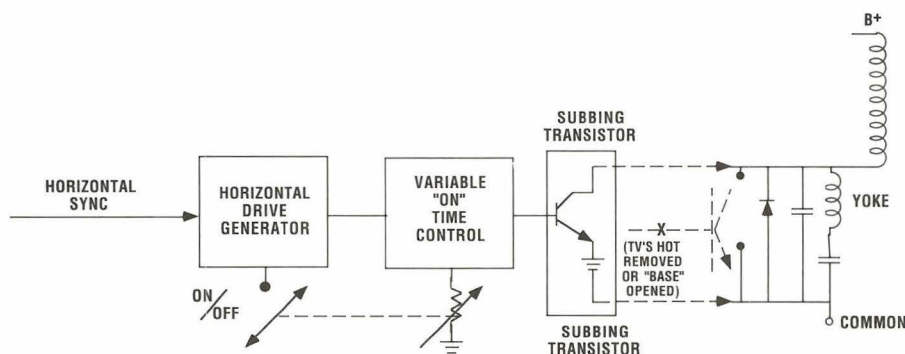 B+
SUBBING
TRANSISTOR
HORIZONTAL
SYNC
HORIZONTAL
DRIVE
GENERATOR
VARIABLE
"ON"
TIME
CONTROL
YOKE
X
(TV'S HOT
REMOVED
OR "BASE"
OPENED)
ON/OFF
COMMON
SUBBING
TRANSISTOR